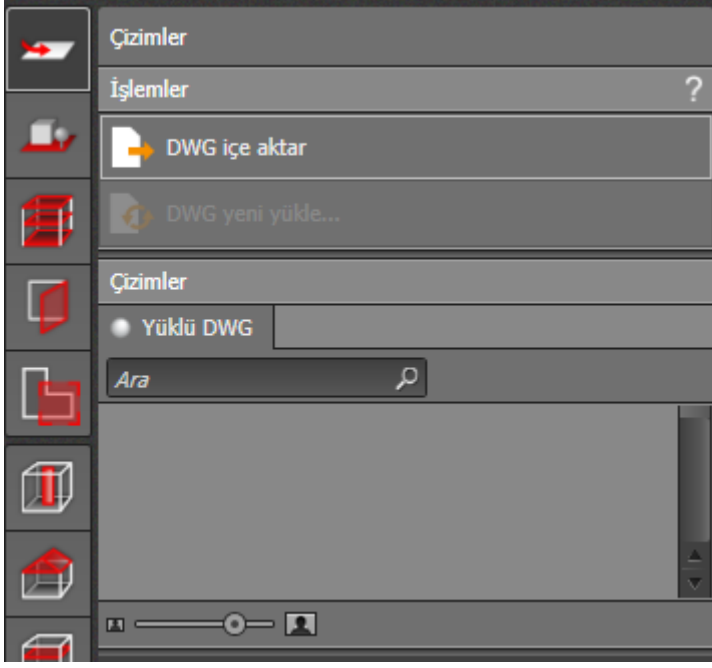 Çizimler
İşlemler ?
DWG içe aktar
DWG yeni yükle...
Çizimler
Yüklü DWG
Ara